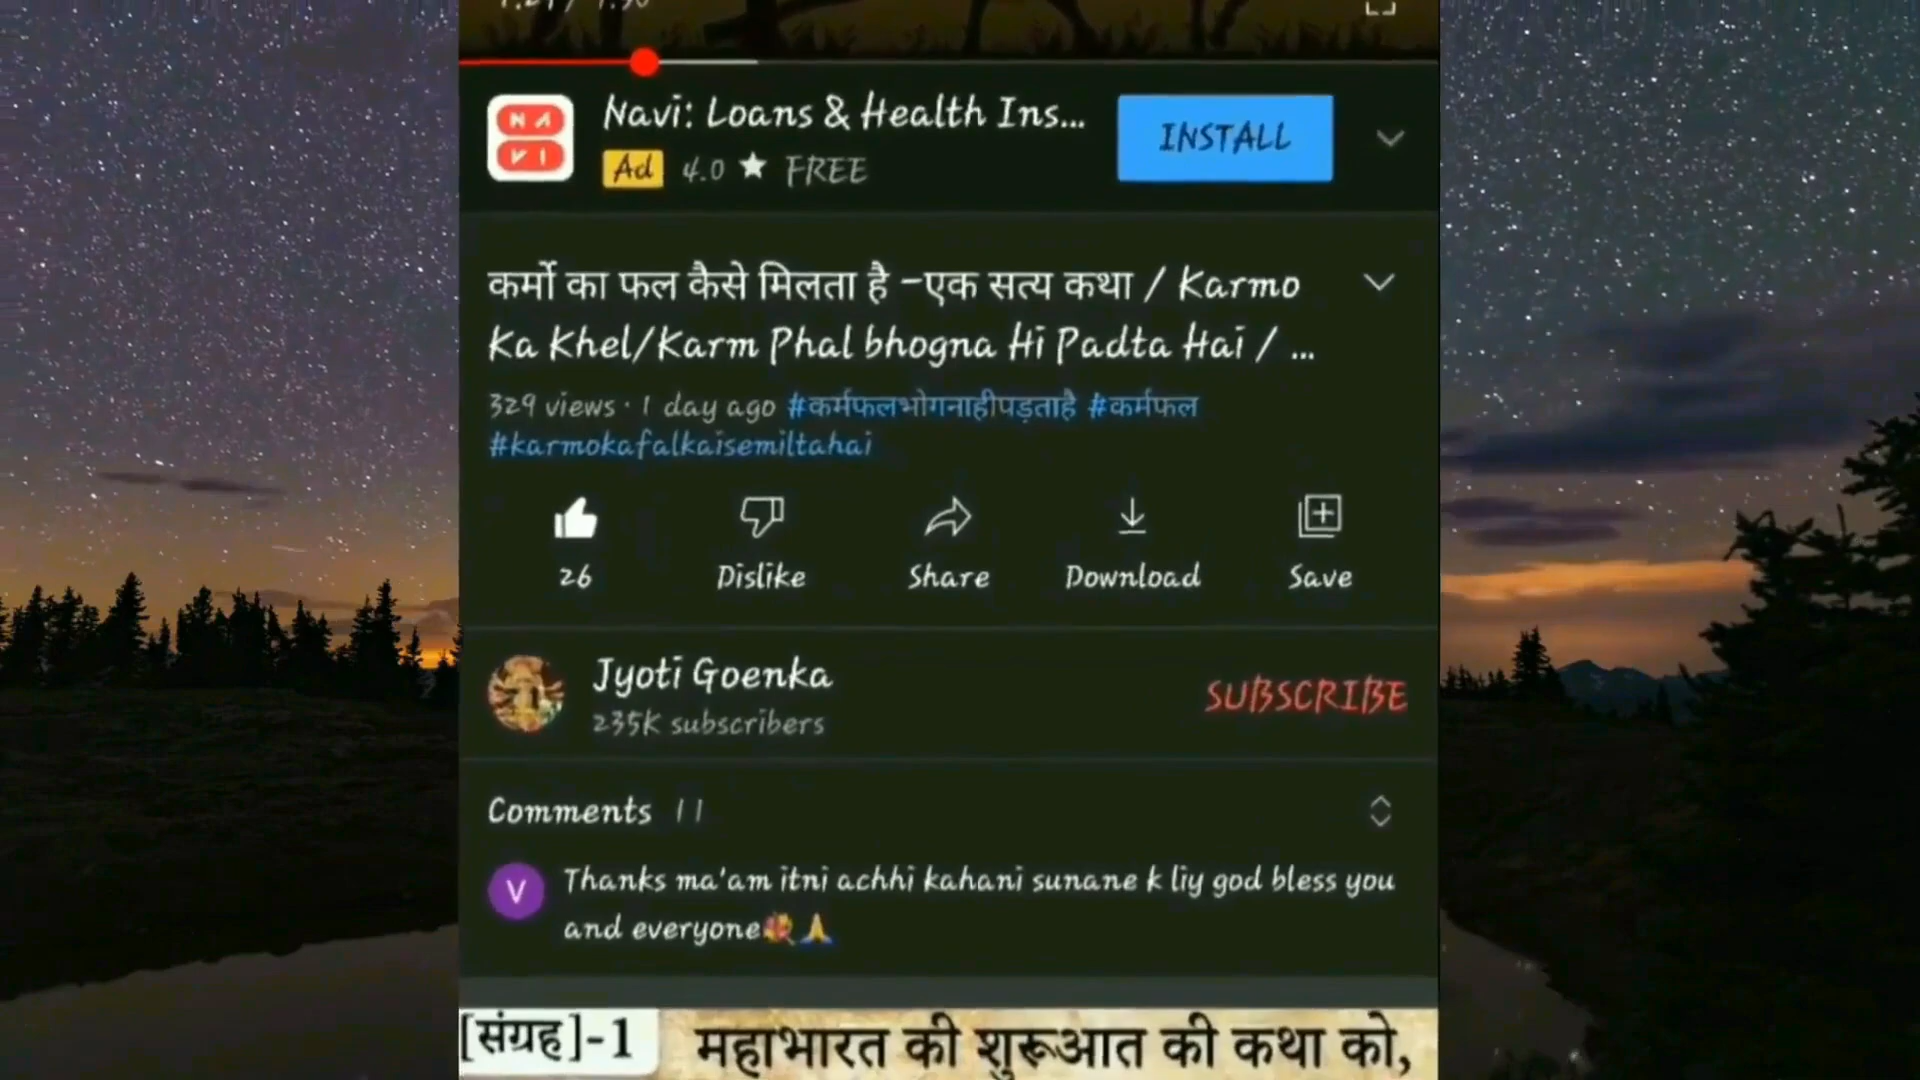 NAVI
Navi: Loans & Health Ins...
INSTALL
Ad 4.0 ★ FREE
कर्मो का फल कैसे मिलता है -एक सत्य कथा / Karmo
Ka Khel/Karm Phal bhogna Hi Padta Hai / ...
329 views · 1 day ago #कर्मफलभोगनाहीपड़ताहै #कर्मफल
#karmokafalkaisemiltahai
26 Dislike Share Download Save
Jyoti Goenka
SUBSCRIBE
235K subscribers
Comments 11
V
Thanks ma'am itni achhi kahani sunane k liy god bless you
and everyone💐🙏
[संग्रह]-1
महाभारत की शुरूआत की कथा को,